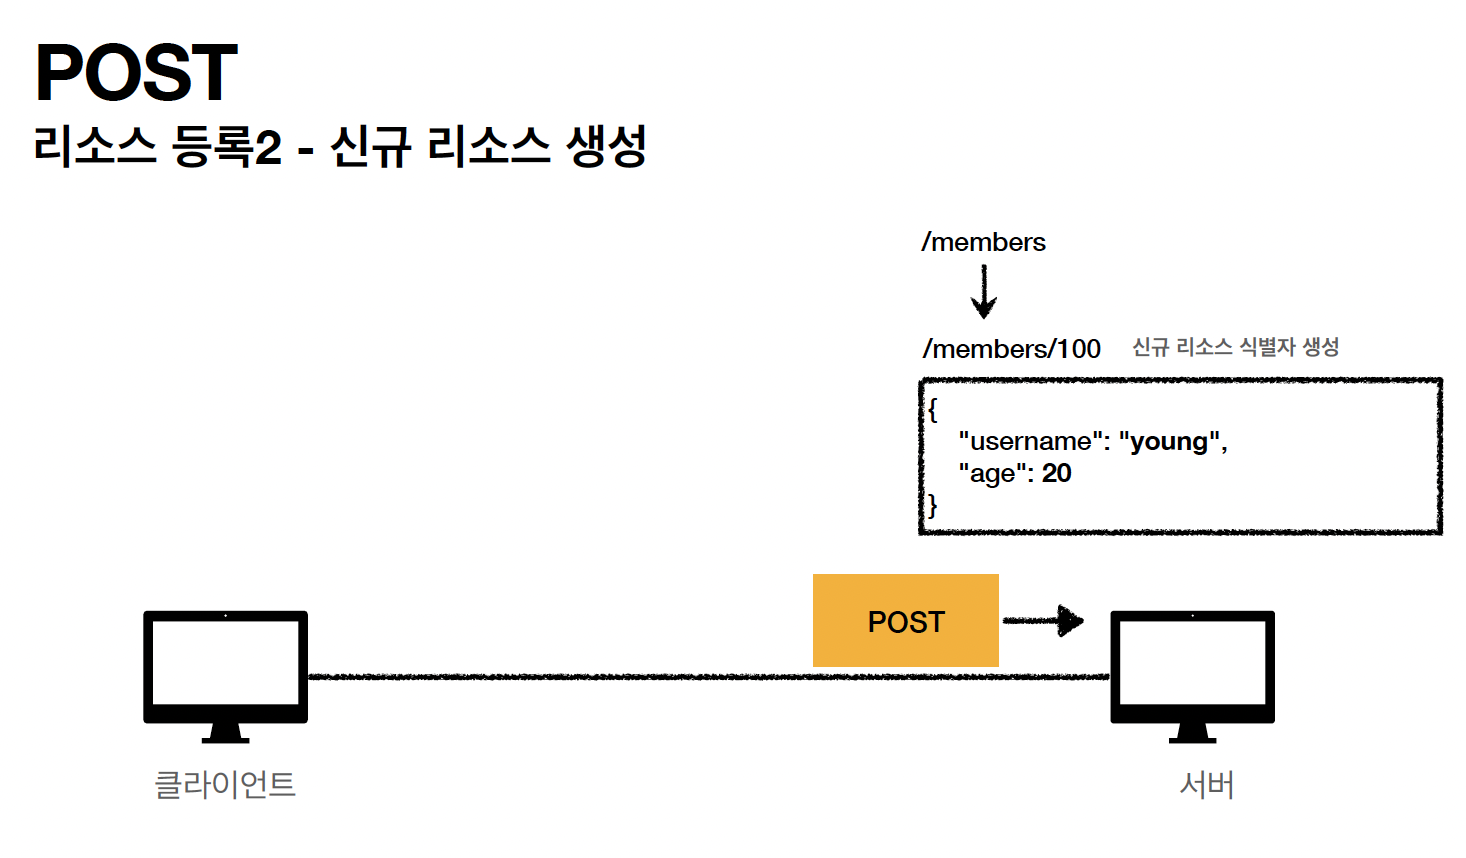 POST
리소스 등록2 - 신규 리소스 생성
/members
/members/100 신규 리소스 식별자 생성
{
"username": "young",
"age": 20
}
POST
클라이언트
서버